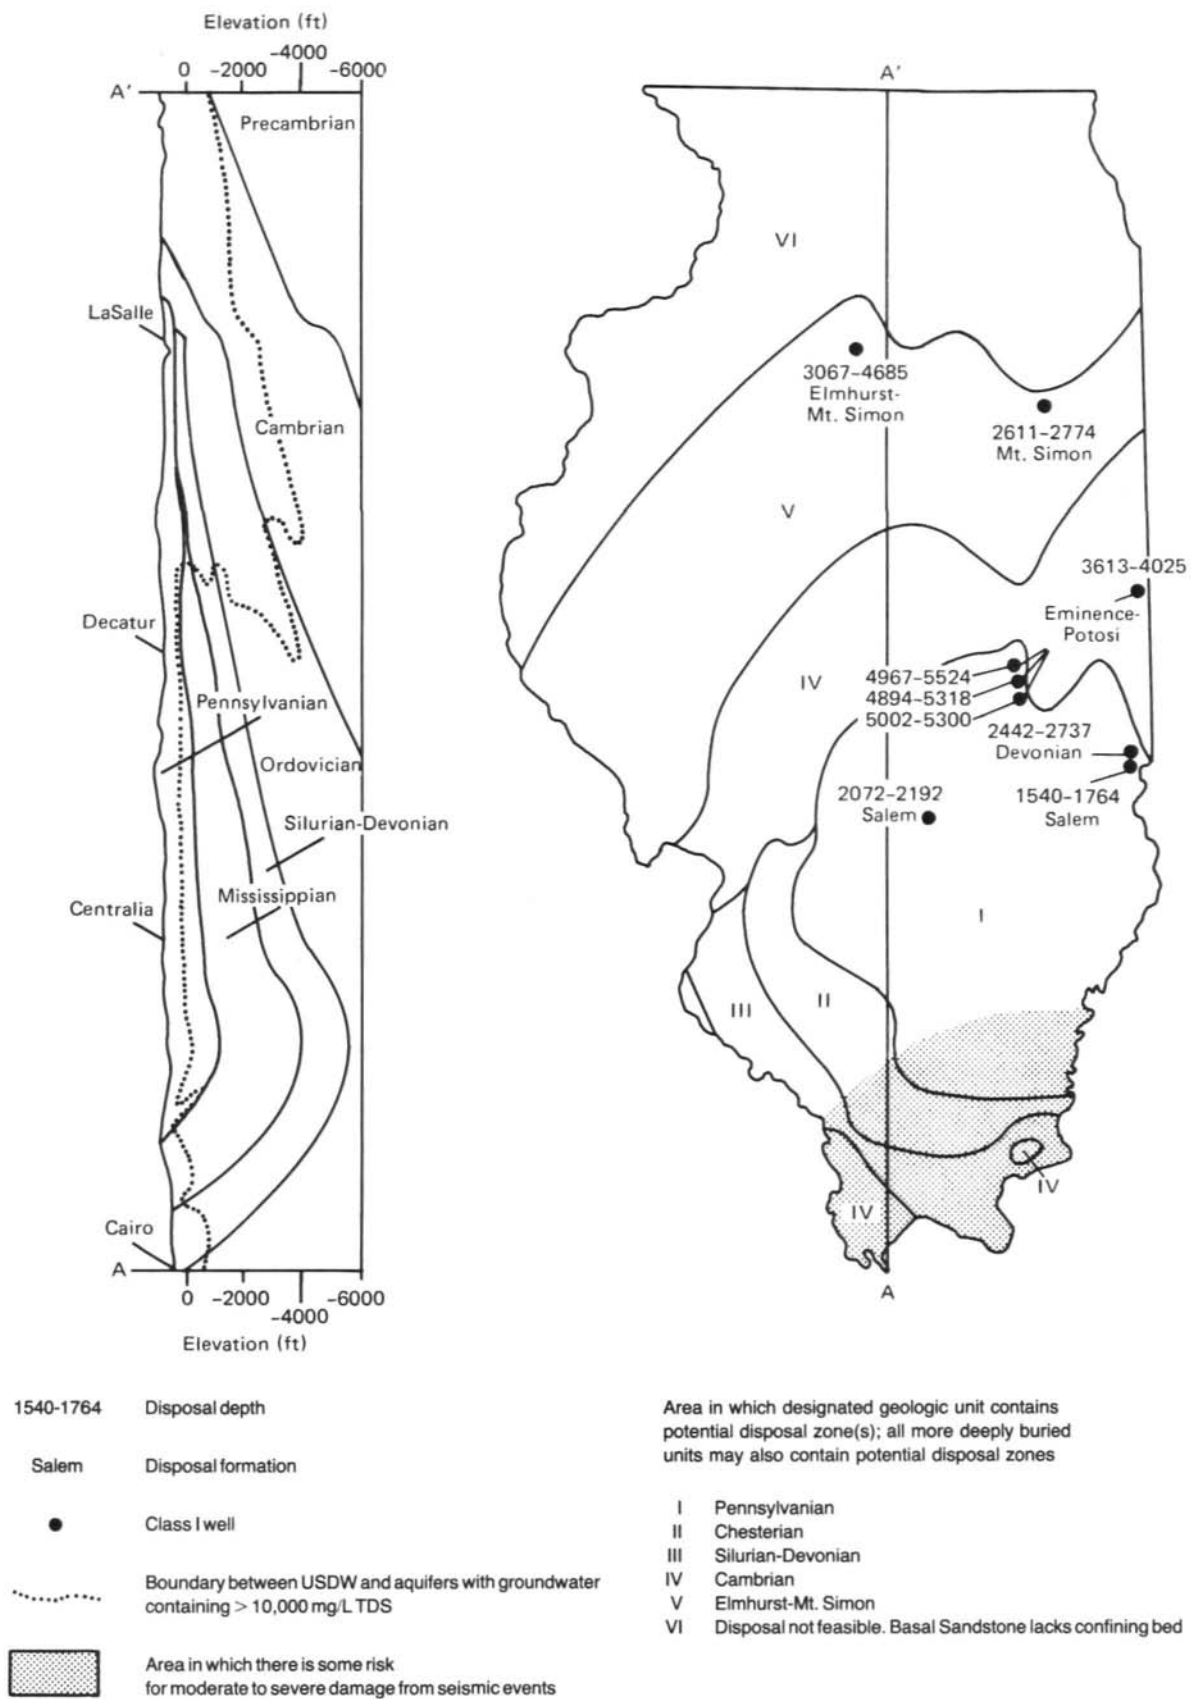 Elevation (ft)
-4000
0 -2000 -6000
A'
Precambrian
LaSalle
Cambrian
Decatur
Pennsylvanian
Ordovician
Silurian-Devonian
Mississippian
Centralia
Cairo
A
0 -2000 -6000
-4000
Elevation (ft)
A'
VI
3067-4685
Elmhurst-
Mt. Simon
2611-2774
Mt. Simon
V
3613-4025
Eminence-
Potosi
IV
4967-5524
4894-5318
5002-5300
2442-2737
Devonian
2072-2192
Salem
1540-1764
Salem
I
II
III
IV
IV
A
1540-1764 Disposal depth
Salem Disposal formation
Class I well
Boundary between USDW and aquifers with groundwater
containing > 10,000 mg/L TDS
Area in which there is some risk
for moderate to severe damage from seismic events
Area in which designated geologic unit contains
potential disposal zone(s); all more deeply buried
units may also contain potential disposal zones
I Pennsylvanian
II Chesterian
III Silurian-Devonian
IV Cambrian
V Elmhurst-Mt. Simon
VI Disposal not feasible. Basal Sandstone lacks confining bed